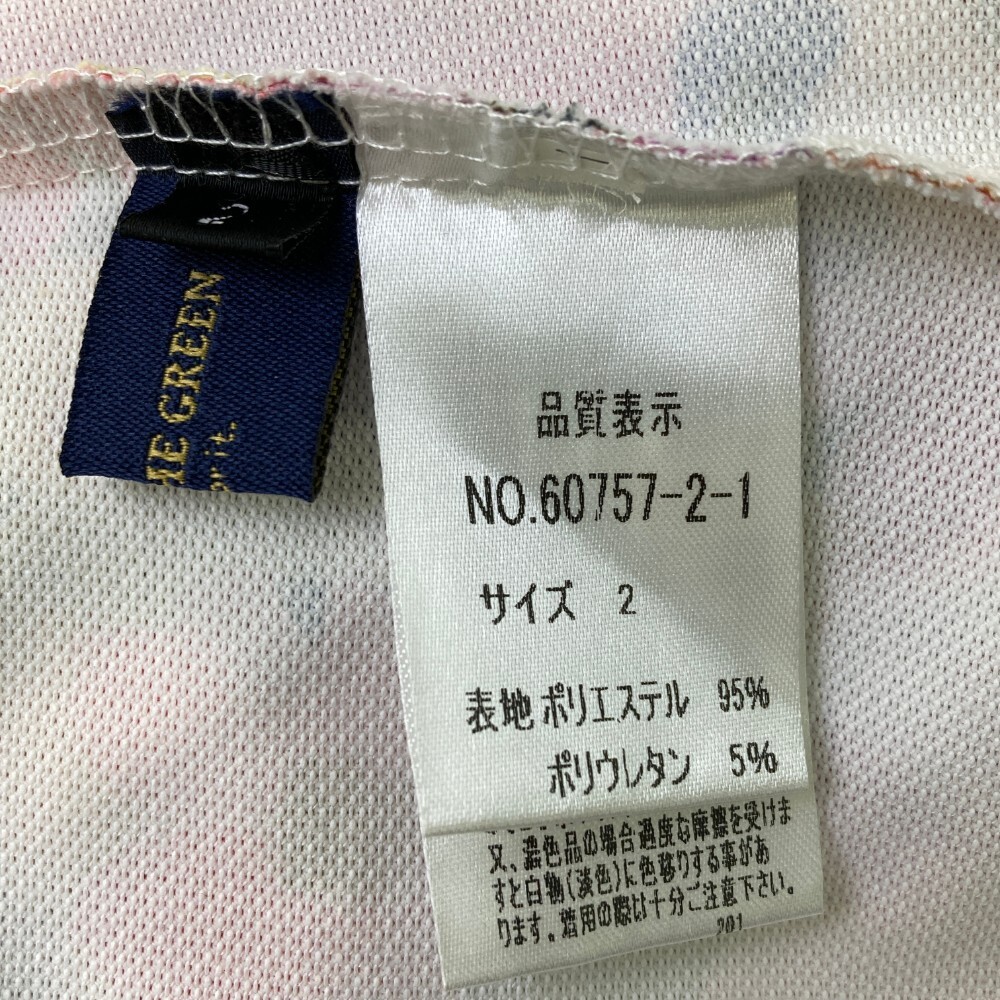 HE GREEN
er it.
品質表示
NO.60757-2-1
サイズ 2
表地 ポリエステル 95%
ポリウレタン 5%
又、濃色品の場合過度な摩擦を受けま
すと白物(淡色)に色移りする事があ
ります。着用の際は十分ご注意下さい。
201